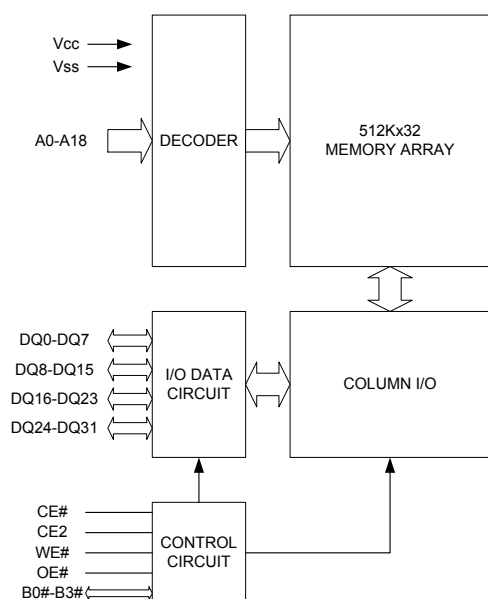 Vcc
Vss
A0-A18
DECODER
512Kx32
MEMORY ARRAY
DQ0-DQ7
DQ8-DQ15
DQ16-DQ23
DQ24-DQ31
I/O DATA
CIRCUIT
COLUMN I/O
CE#
CE2
WE#
OE#
B0#-B3#
CONTROL
CIRCUIT